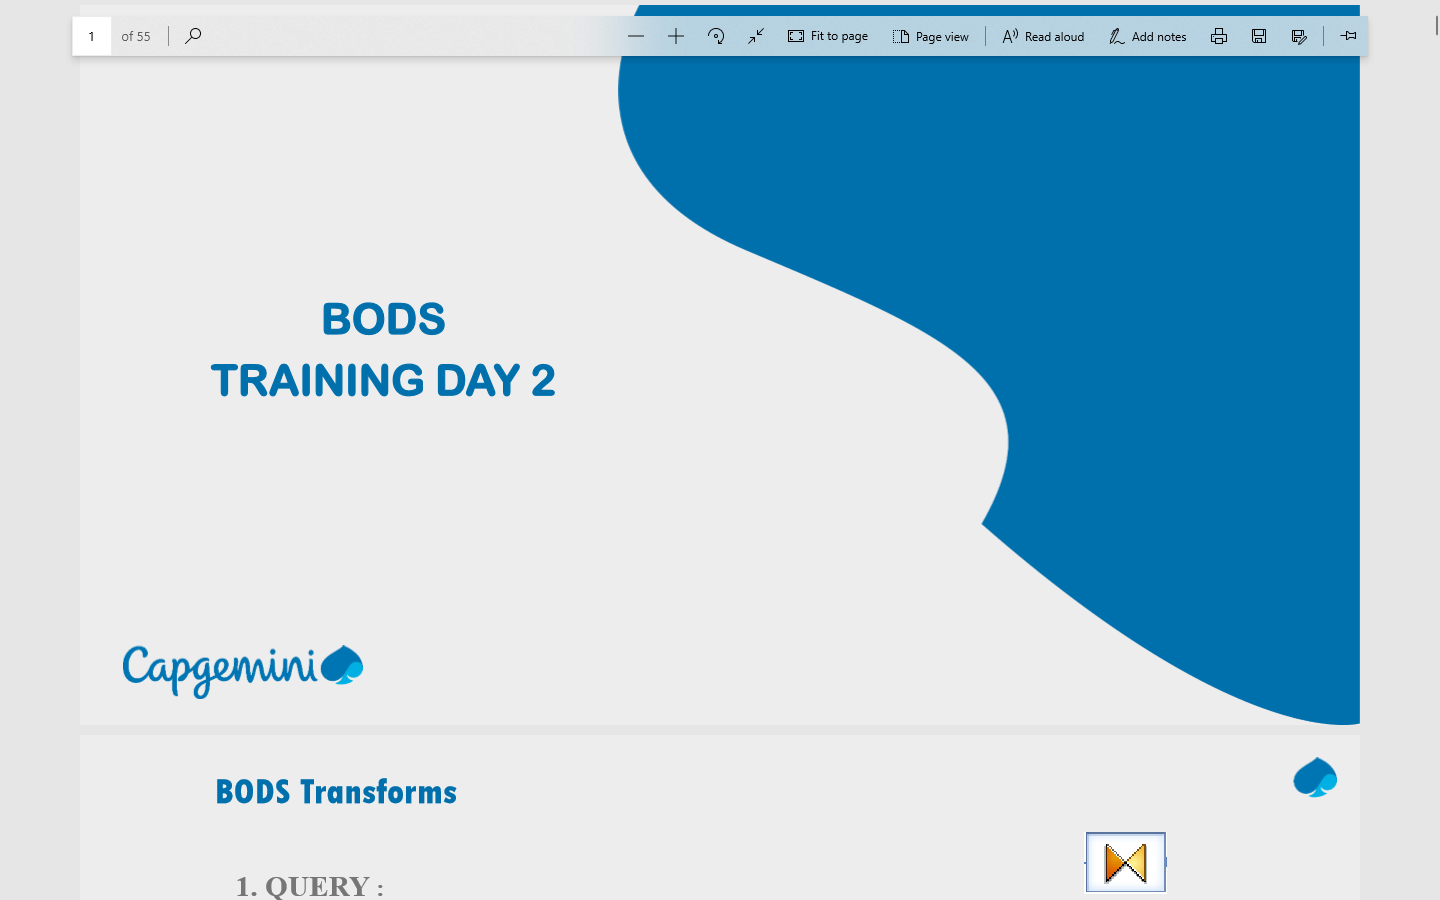 1 of 55 Fit to page Page view Read aloud Add notes
BODS
TRAINING DAY 2
Capgemini
BODS Transforms
1. QUERY :